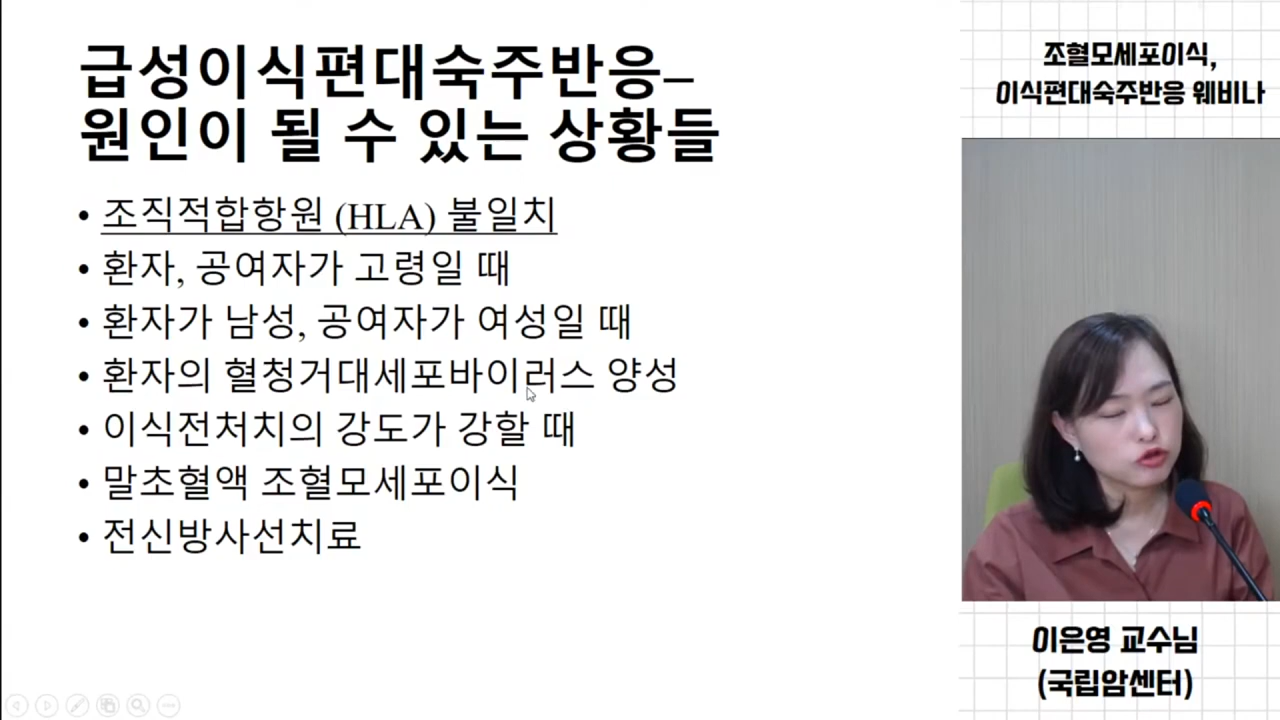 급성이식편대숙주반응–
원인이 될 수 있는 상황들
• 조직적합항원 (HLA) 불일치
• 환자, 공여자가 고령일 때
• 환자가 남성, 공여자가 여성일 때
• 환자의 혈청거대세포바이러스 양성
• 이식전처치의 강도가 강할 때
• 말초혈액 조혈모세포이식
• 전신방사선치료
조혈모세포이식,
이식편대숙주반응 웨비나
이은영 교수님
(국립암센터)